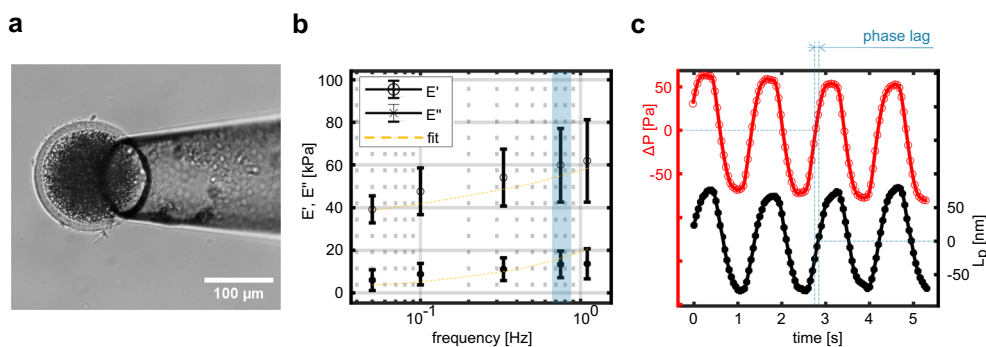 a
100 μm
b
E', E'' [kPa]
100
80
60
40
20
0
E'
E''
fit
10-1
100
frequency [Hz]
c
phase lag
ΔP [Pa]
50
0
-50
50
0
-50
Lp [nm]
0 1 2 3 4 5
time [s]